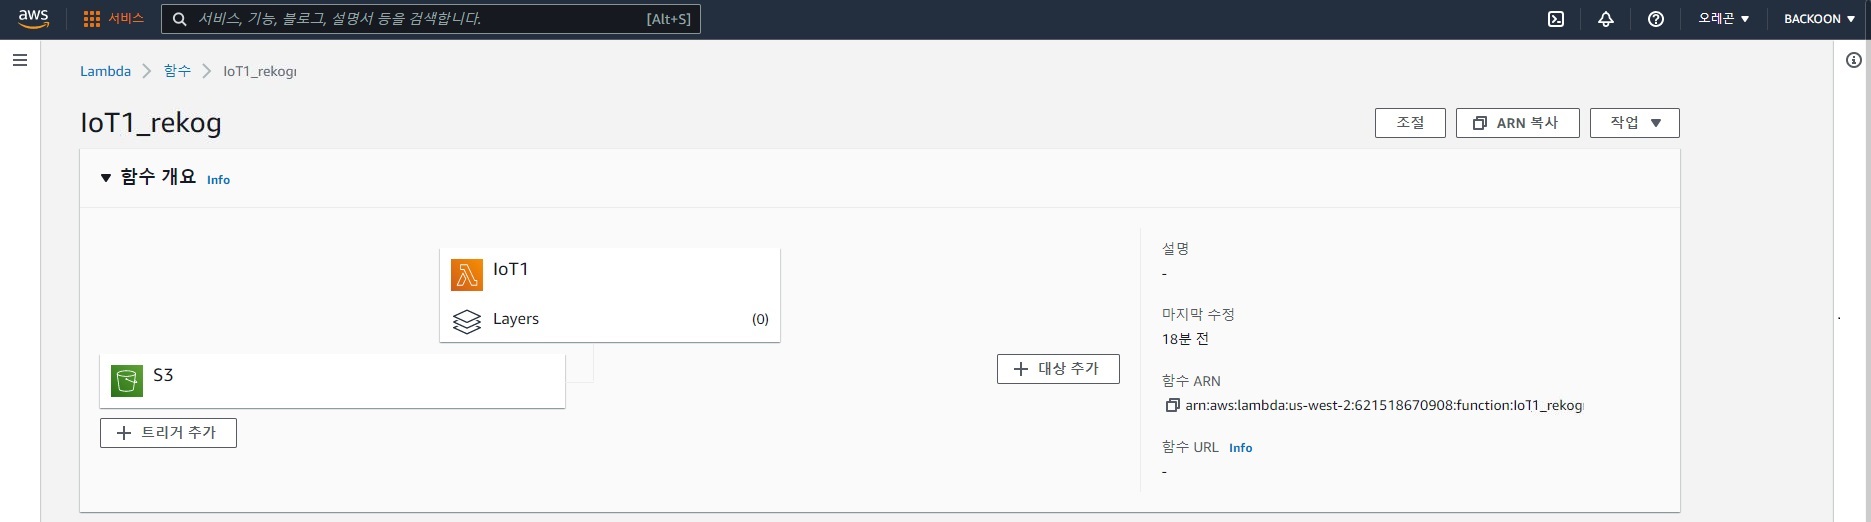 aws
서비스
서비스, 기능, 블로그, 설명서 등을 검색합니다.
[Alt+S]
오레곤 ▼
BACKOON ▼
Lambda > 함수 > IoT1_rekog
IoT1_rekog
조절
ARN 복사
작업 ▼
▼ 함수 개요 Info
IoT1
Layers
(0)
S3
+ 트리거 추가
+ 대상 추가
설명
-
마지막 수정
18분 전
함수 ARN
arn:aws:lambda:us-west-2:621518670908:function:IoT1_rekog
함수 URL Info
-